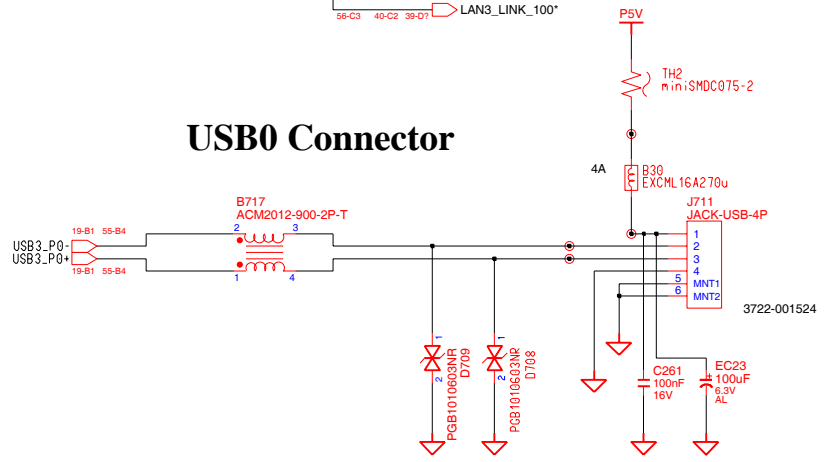 56-C3 40-C2 39-D? LAN3_LINK_100*
P5V
TH2
miniSMDC075-2
USB0 Connector
4A
B30
EXCML16A270u
B717
ACM2012-900-2P-T
J711
JACK-USB-4P
19-B1 55-B4
2 3
1
USB3_P0-
2
USB3_P0+
3
19-B1 55-B4
1 4
4
5 MNT1
6 MNT2
3722-001524
1
2
PGB1010603NR
D709
1
2
PGB1010603NR
D708
C261
100nF
16V
EC23
100uF
6.3V
AL